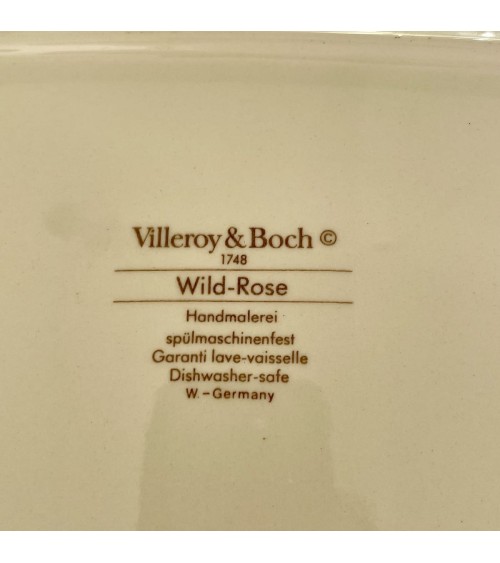 Villeroy & Boch ©
1748
Wild-Rose
Handmalerei
spülmaschinenfest
Garanti lave-vaisselle
Dishwasher-safe
W.-Germany